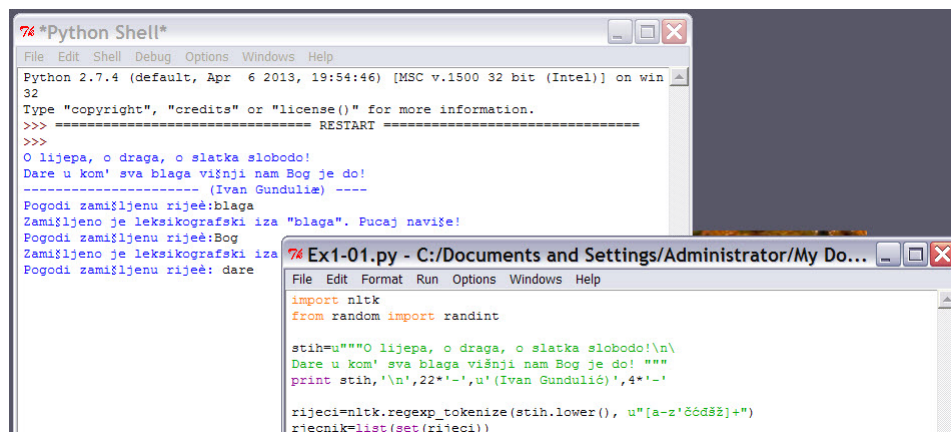 *Python Shell*
File Edit Shell Debug Options Windows Help
Python 2.7.4 (default, Apr  6 2013, 19:54:46) [MSC v.1500 32 bit (Intel)] on win
32
Type "copyright", "credits" or "license()" for more information.
>>> ================================ RESTART ================================
>>>
O lijepa, o draga, o slatka slobodo!
Dare u kom' sva blaga višnji nam Bog je do!
---------------------- (Ivan Gunduliæ) ----
Pogodi zamišljenu rijeè:blaga
Zamišljeno je leksikografski iza "blaga". Pucaj naviše!
Pogodi zamišljenu rijeè:Bog
Zamišljeno je leksikografski iza
Pogodi zamišljenu rijeè: dare
Ex1-01.py - C:/Documents and Settings/Administrator/My Do...
File Edit Format Run Options Windows Help
import nltk
from random import randint
stih=u"""O lijepa, o draga, o slatka slobodo!\n\
Dare u kom' sva blaga višnji nam Bog je do! """
print stih,'\n',22*'-',u'(Ivan Gundulić)',4*'-'
rijeci=nltk.regexp_tokenize(stih.lower(), u"[a-z'čćđšž]+")
rjecnik=list(set(rijeci))